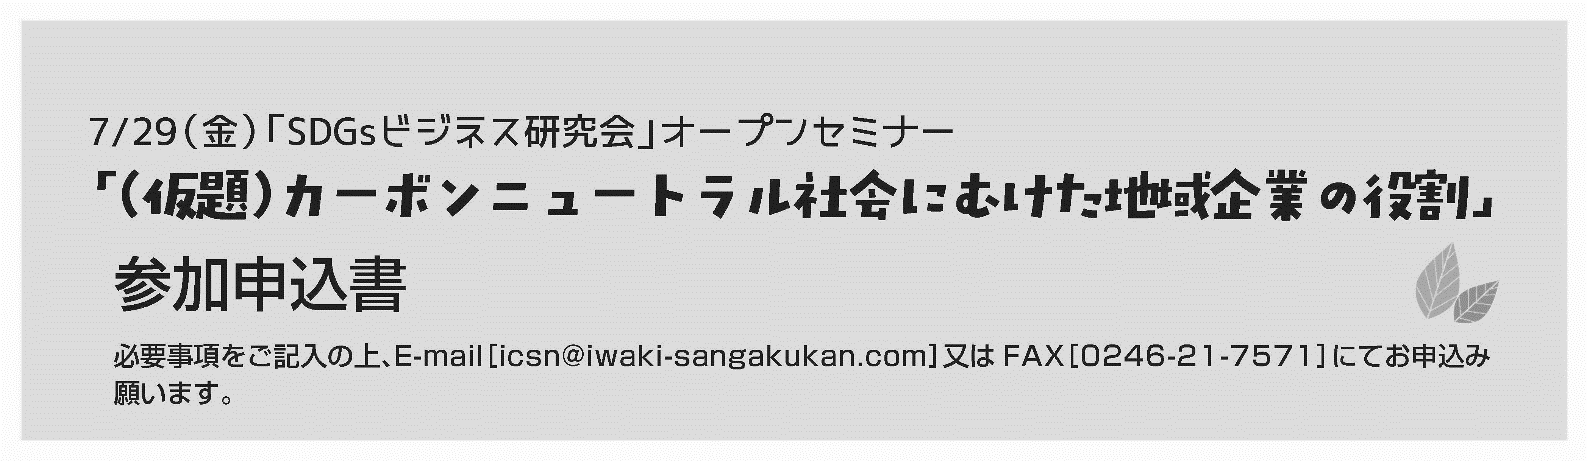 7/29(金)「SDGsビジネス研究会」オープンセミナー
「(仮題)カーボンニュートラル社会にむけた地域企業の役割」
参加申込書
必要事項をご記入の上、E-mail[icsn@iwaki-sangakukan.com]又は FAX[0246-21-7571]にてお申込み
願います。